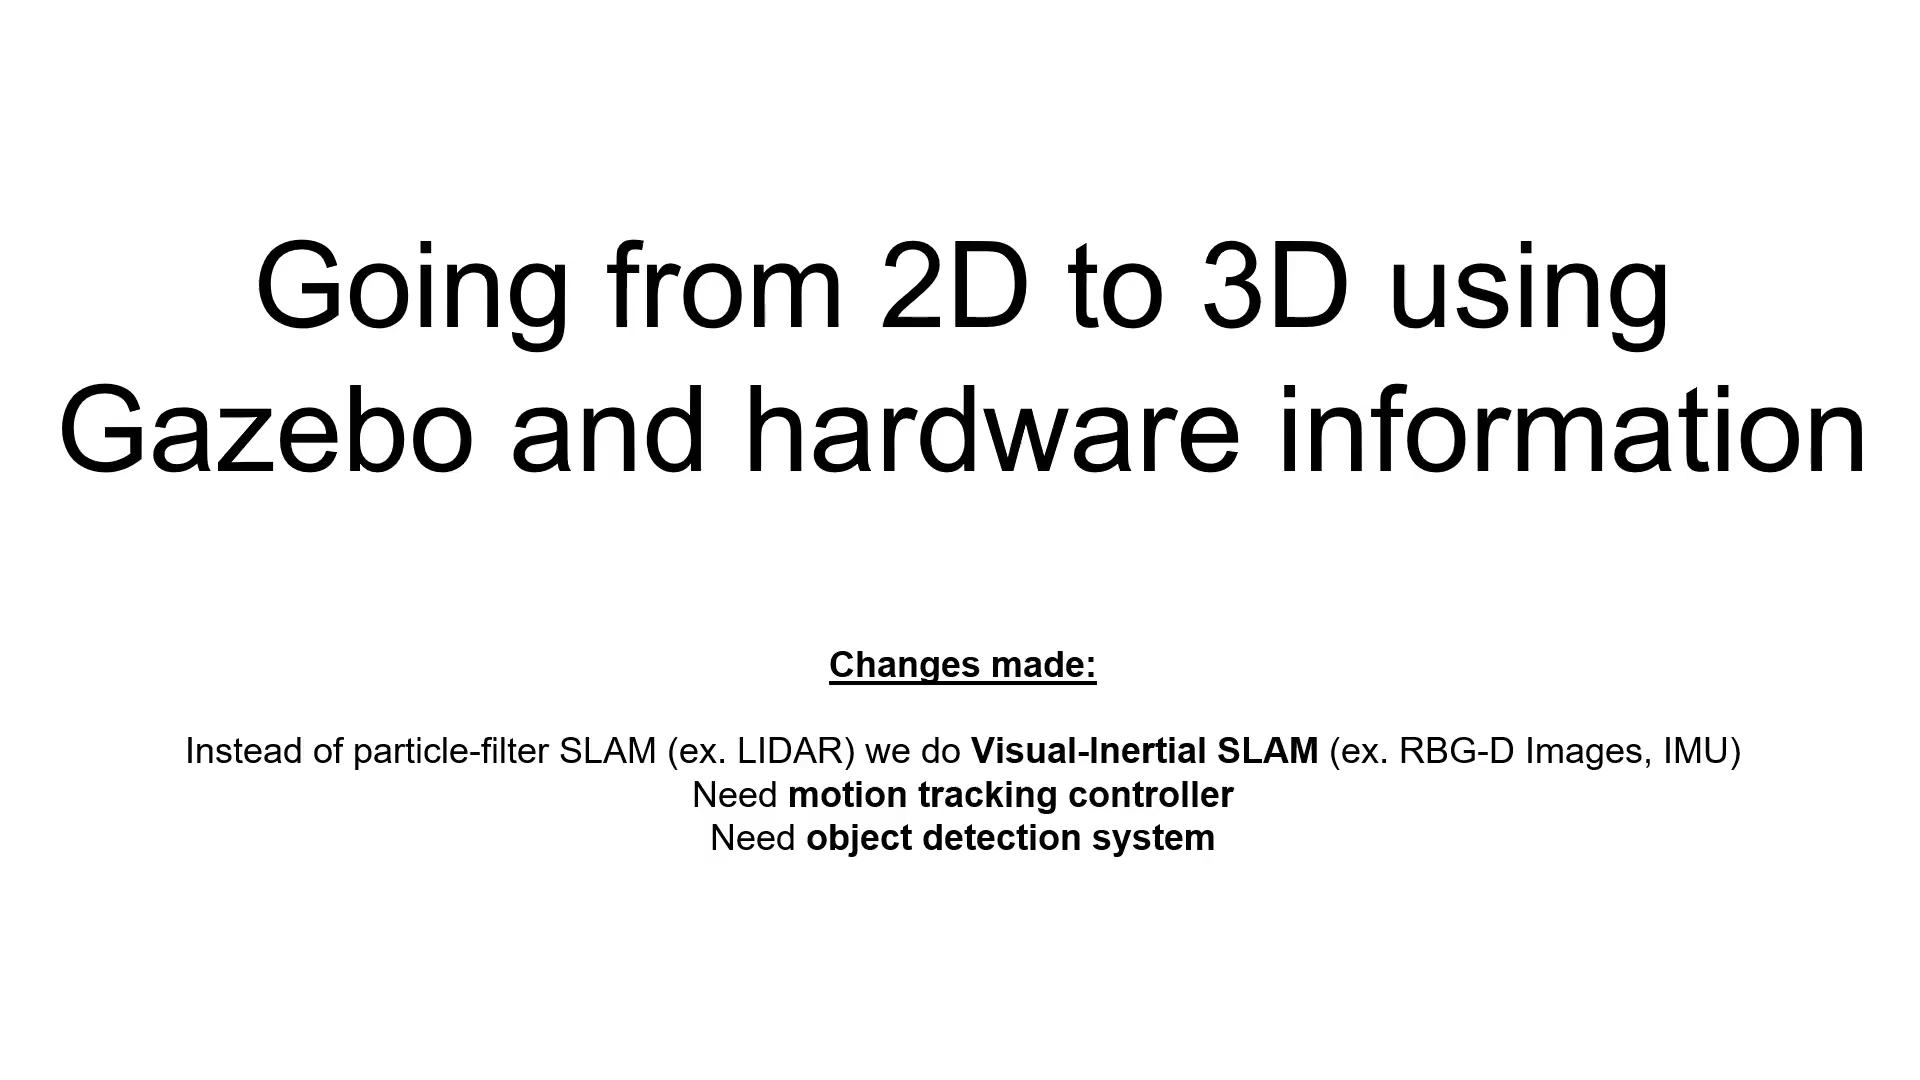 Going from 2D to 3D using
Gazebo and hardware information
Changes made:
Instead of particle-filter SLAM (ex. LIDAR) we do Visual-Inertial SLAM (ex. RBG-D Images, IMU)
Need motion tracking controller
Need object detection system